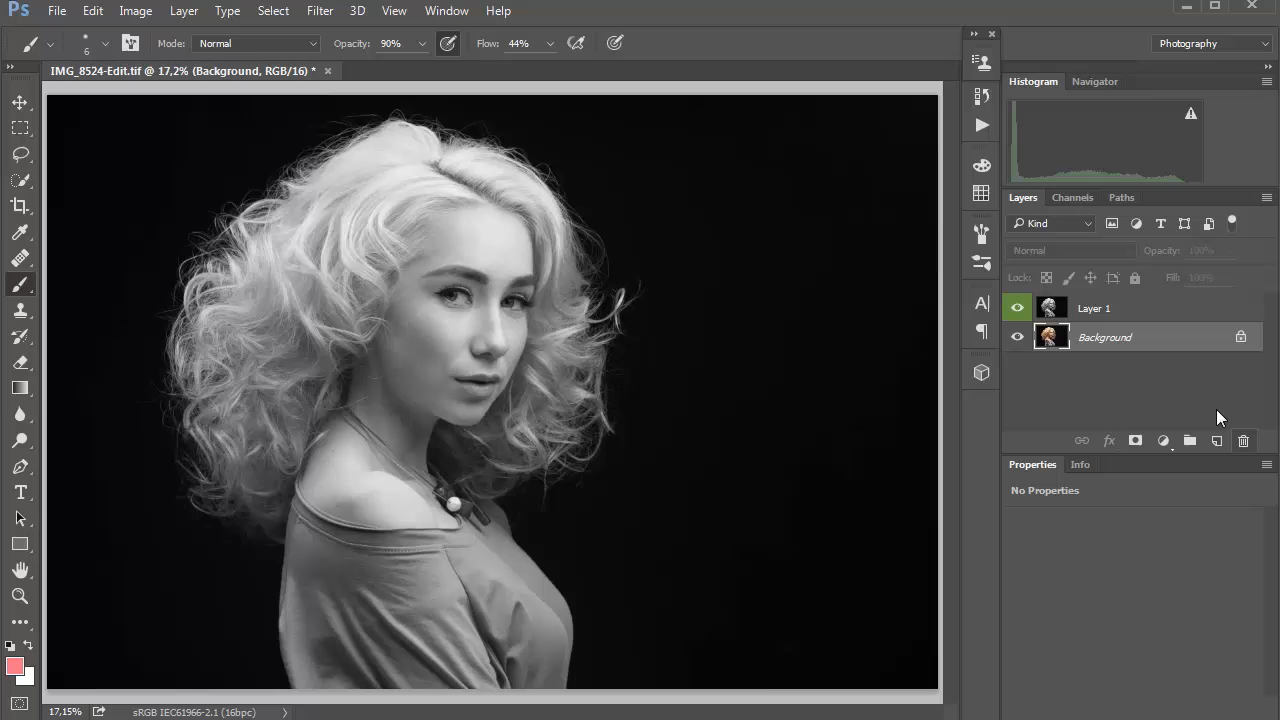 Ps File Edit Image Layer Type Select Filter 3D View Window Help
6 Mode: Normal Opacity: 90% Flow: 44% Photography
IMG_8524-Edit.tif @ 17,2% (Background, RGB/16) * ×
Histogram Navigator
Layers Channels Paths
Kind
Normal Opacity: 100%
Lock: Fill: 100%
Layer 1
Background
Properties Info
No Properties
17,15% sRGB IEC61966-2.1 (16bpc)